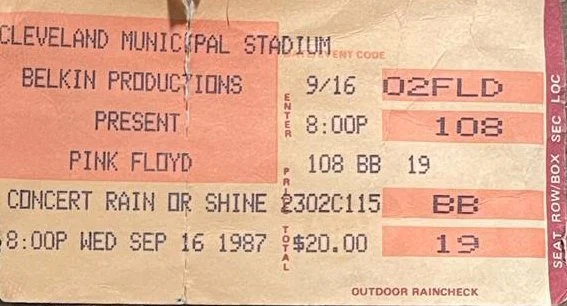 CLEVELAND MUNICIPAL STADIUM
EVENT CODE
BELKIN PRODUCTIONS 9/16 02FLD
PRESENT 8:00P 108
PINK FLOYD 108 BB 19
CONCERT RAIN OR SHINE 2302C115 BB
8:00P WED SEP 16 1987 $20.00 19
ENTER
TOTAL
OUTDOOR RAINCHECK
SEAT ROW/BOX SEC LOC